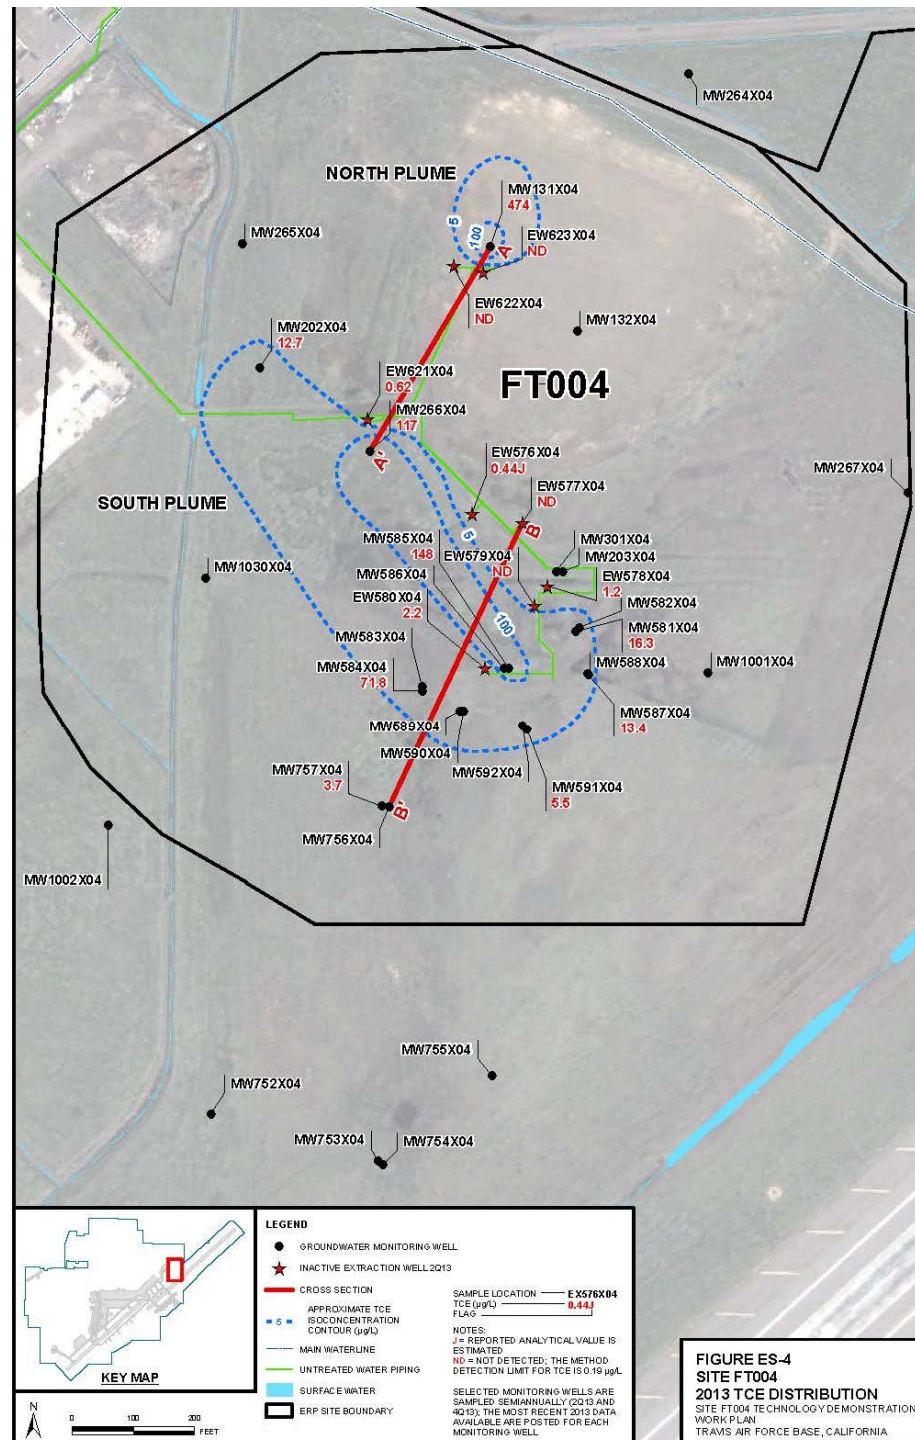 MW264X04
NORTH PLUME
MW131X04
474
5
100
A
MW265X04
EW623X04
ND
EW622X04
ND
MW132X04
MW202X04
12.7
FT004
EW621X04
0.62
MW266X04
117
A'
EW576X04
0.44J
MW267X04
EW577X04
ND
B
SOUTH PLUME
5
MW585X04
148
EW579X04
ND
MW301X04
MW203X04
MW1030X04
MW586X04
EW578X04
1.2
EW580X04
2.2
MW582X04
MW581X04
16.3
100
MW583X04
MW584X04
71.8
MW588X04
MW1001X04
MW587X04
13.4
MW589X04
MW590X04
MW592X04
MW757X04
3.7
MW591X04
5.5
B'
MW756X04
MW1002X04
MW755X04
MW752X04
MW753X04
MW754X04
KEY MAP
N
0 100 200
FEET
LEGEND
GROUNDWATER MONITORING WELL
INACTIVE EXTRACTION WELL 2Q13
CROSS SECTION
5
APPROXIMATE TCE
ISOCONCENTRATION
CONTOUR (µg/L)
MAIN WATERLINE
UNTREATED WATER PIPING
SURFACE WATER
ERP SITE BOUNDARY
SAMPLE LOCATION EX576X04
TCE (µg/L) 0.44J
FLAG
NOTES:
J = REPORTED ANALYTICAL VALUE IS
ESTIMATED
ND = NOT DETECTED; THE METHOD
DETECTION LIMIT FOR TCE IS 0.19 µg/L
SELECTED MONITORING WELLS ARE
SAMPLED SEMIANNUALLY (2Q13 AND
4Q13); THE MOST RECENT 2013 DATA
AVAILABLE ARE POSTED FOR EACH
MONITORING WELL
FIGURE ES-4
SITE FT004
2013 TCE DISTRIBUTION
SITE FT004 TECHNOLOGY DEMONSTRATION
WORK PLAN
TRAVIS AIR FORCE BASE, CALIFORNIA